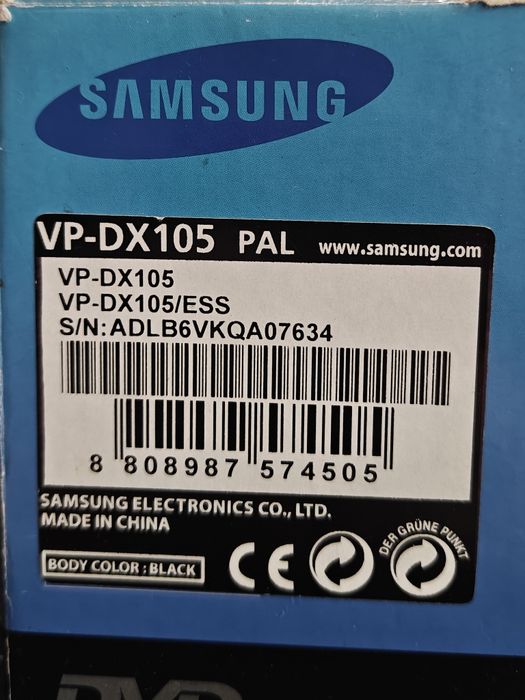 SAMSUNG
VP-DX105 PAL www.samsung.com
VP-DX105
VP-DX105/ESS
S/N:ADLB6VKQA07634
8 808987 574505
SAMSUNG ELECTRONICS CO., LTD.
MADE IN CHINA
BODY COLOR : BLACK
CE
DER GRÜNE PUNKT